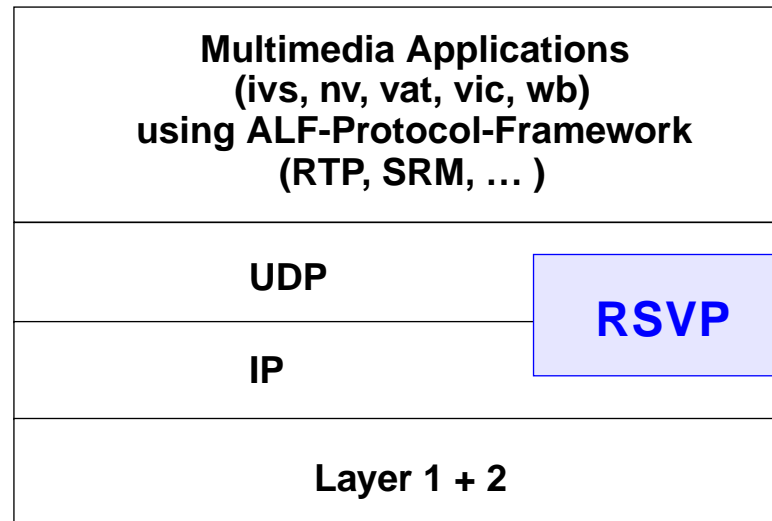 Multimedia Applications
(ivs, nv, vat, vic, wb)
using ALF-Protocol-Framework
(RTP, SRM, … )
UDP
RSVP
IP
Layer 1 + 2